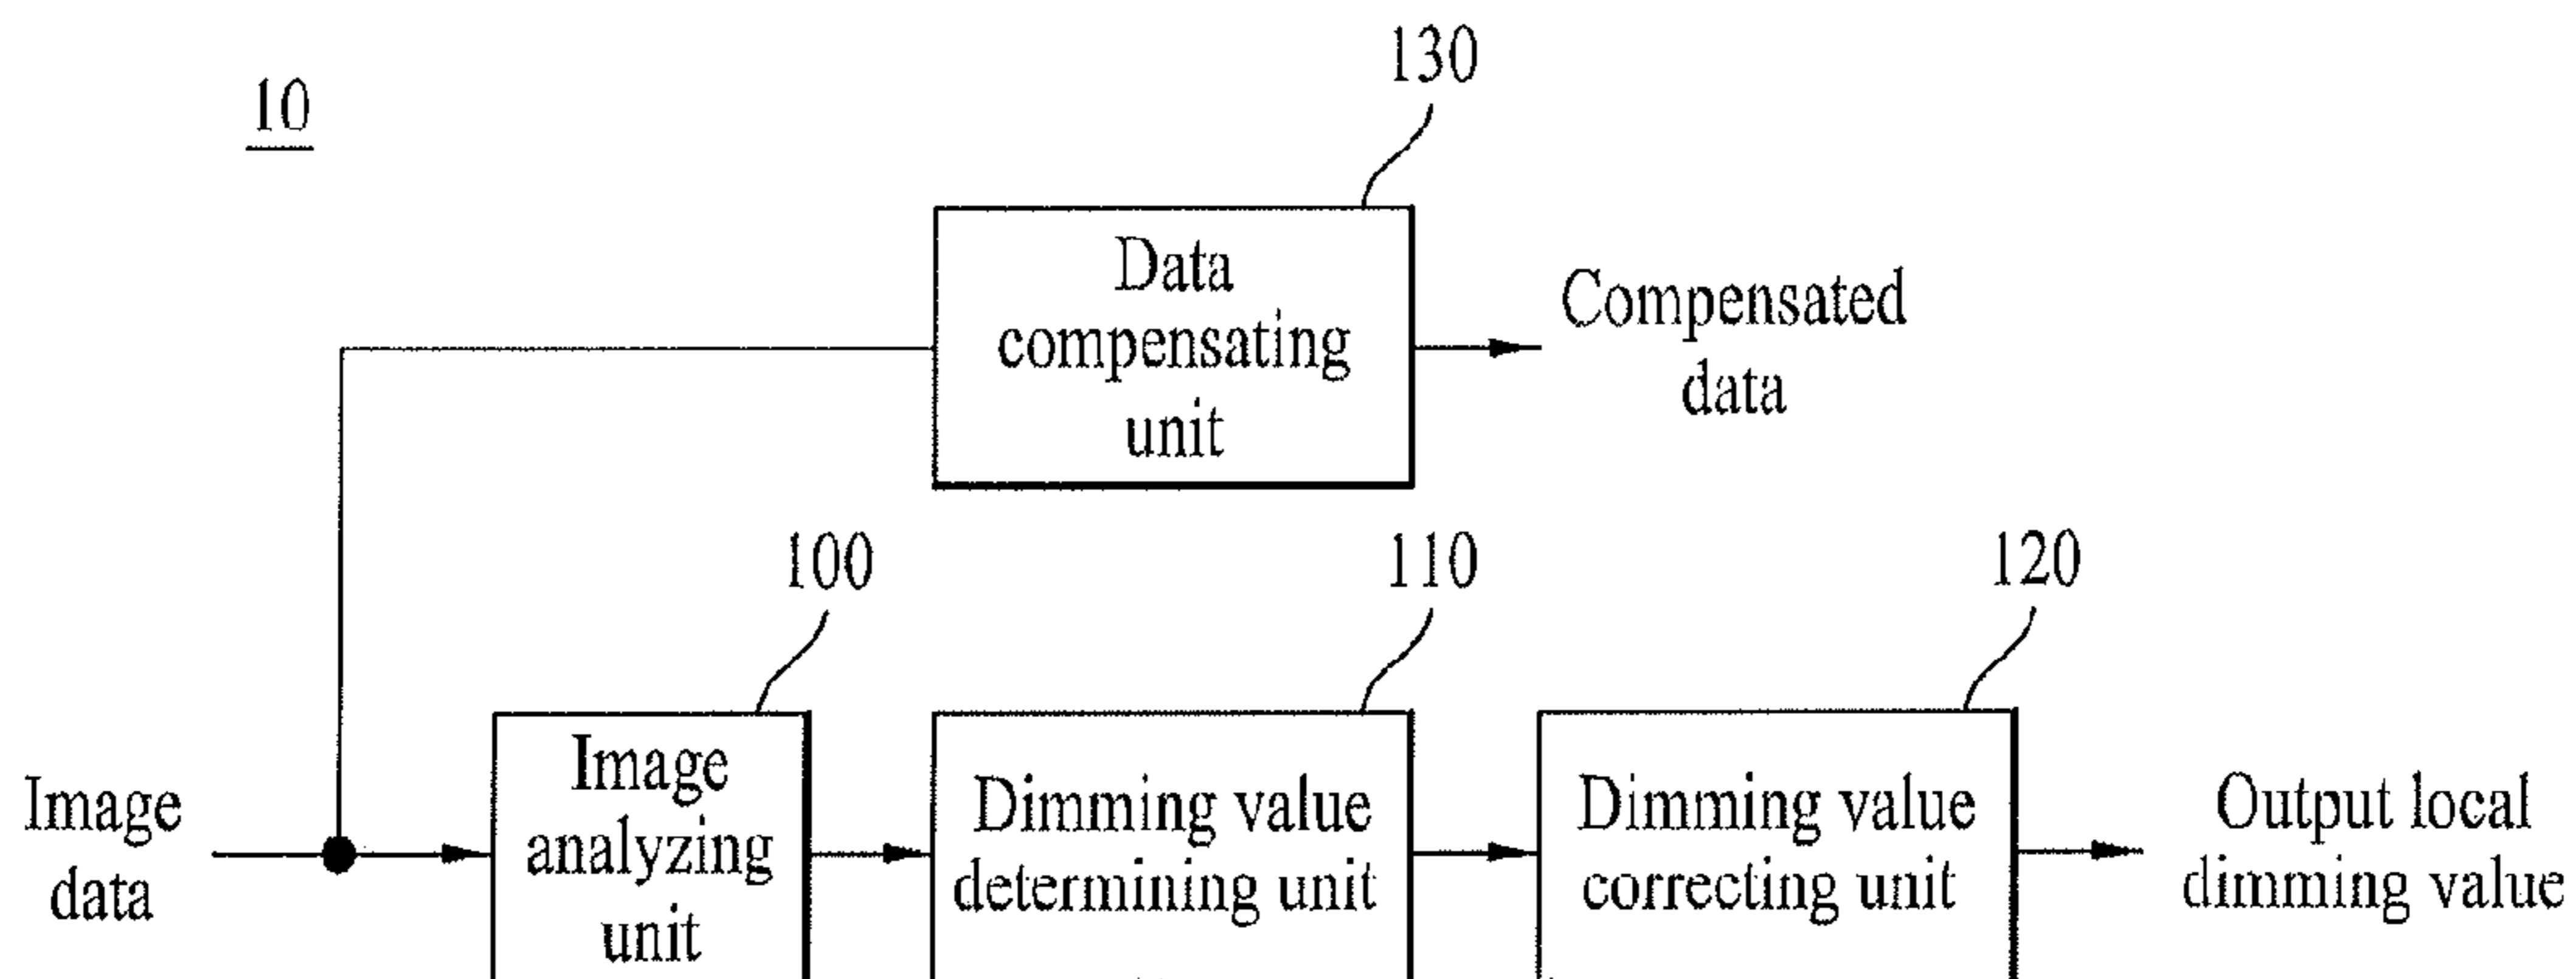 10
130
Data
compensating
unit
Compensated
data
100
110
120
Image
data
Image
analyzing
unit
Dimming value
determining unit
Dimming value
correcting unit
Output local
dimming value